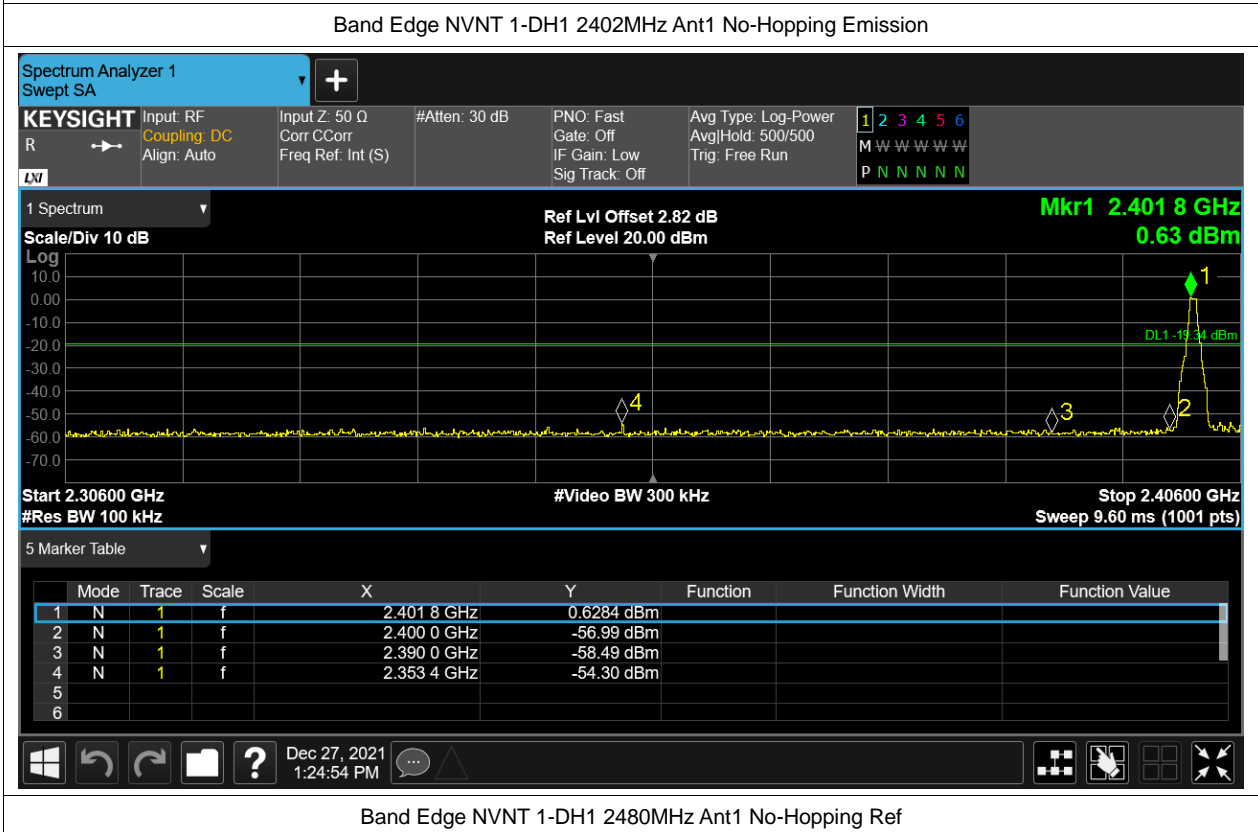 Band Edge NVNT 1-DH1 2402MHz Ant1 No-Hopping Emission
Spectrum Analyzer 1
Swept SA
KEYSIGHT
R
LXI
Input: RF
Coupling: DC
Align: Auto
Input Z: 50 Ω
Corr CCorr
Freq Ref: Int (S)
#Atten: 30 dB
PNO: Fast
Gate: Off
IF Gain: Low
Sig Track: Off
Avg Type: Log-Power
Avg|Hold: 500/500
Trig: Free Run
1 2 3 4 5 6
M W W W W W
P N N N N N
1 Spectrum
Scale/Div 10 dB
Ref Lvl Offset 2.82 dB
Ref Level 20.00 dBm
Mkr1 2.401 8 GHz
0.63 dBm
Log
10.0
0.00
-10.0
-20.0
-30.0
-40.0
-50.0
-60.0
-70.0
1
DL1 -19.34 dBm
4
3
2
Start 2.30600 GHz
#Video BW 300 kHz
Stop 2.40600 GHz
#Res BW 100 kHz
Sweep 9.60 ms (1001 pts)
5 Marker Table
Mode Trace Scale X Y Function Function Width Function Value
1 N 1 f 2.401 8 GHz 0.6284 dBm
2 N 1 f 2.400 0 GHz -56.99 dBm
3 N 1 f 2.390 0 GHz -58.49 dBm
4 N 1 f 2.353 4 GHz -54.30 dBm
5
6
?
Dec 27, 2021
1:24:54 PM
Band Edge NVNT 1-DH1 2480MHz Ant1 No-Hopping Ref